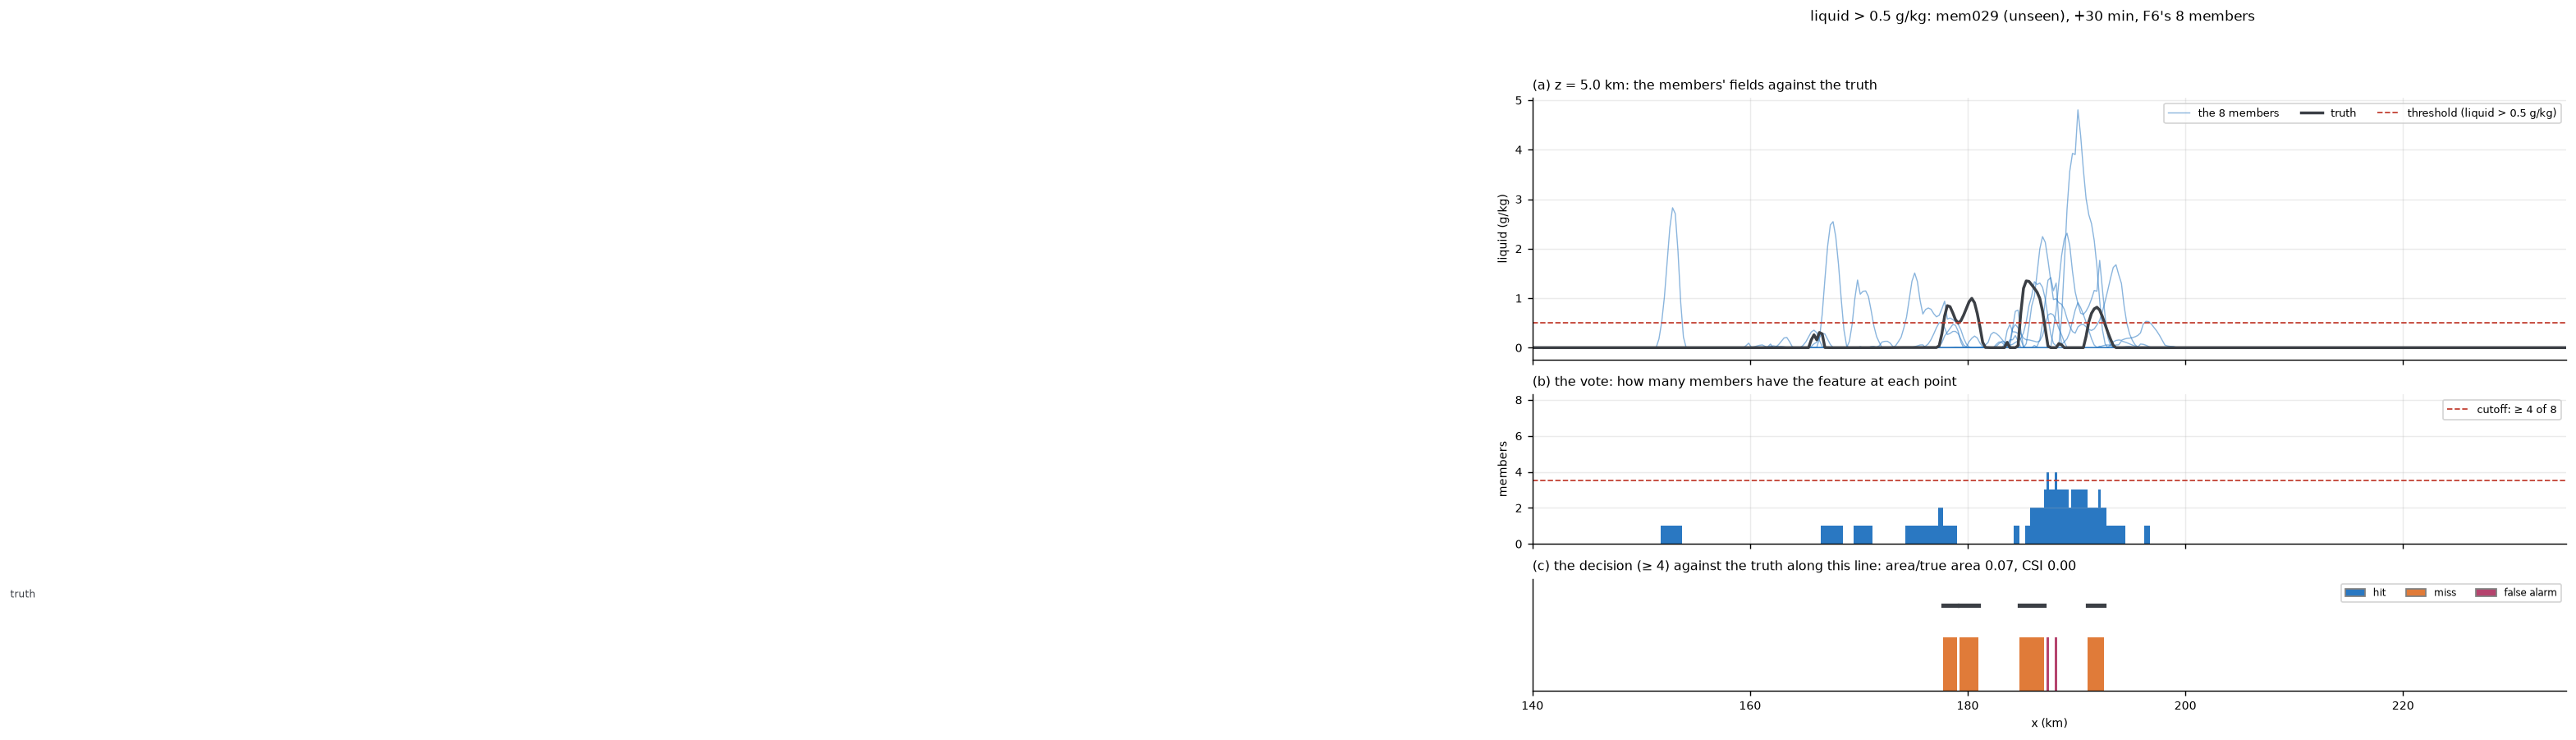 liquid > 0.5 g/kg: mem029 (unseen), +30 min, F6's 8 members
(a) z = 5.0 km: the members' fields against the truth
the 8 members
truth
threshold (liquid > 0.5 g/kg)
5
4
3
2
1
0
liquid (g/kg)
(b) the vote: how many members have the feature at each point
cutoff: ≥ 4 of 8
8
6
4
2
0
members
(c) the decision (≥ 4) against the truth along this line: area/true area 0.07, CSI 0.00
hit
miss
false alarm
truth
140
160
180
200
220
x (km)